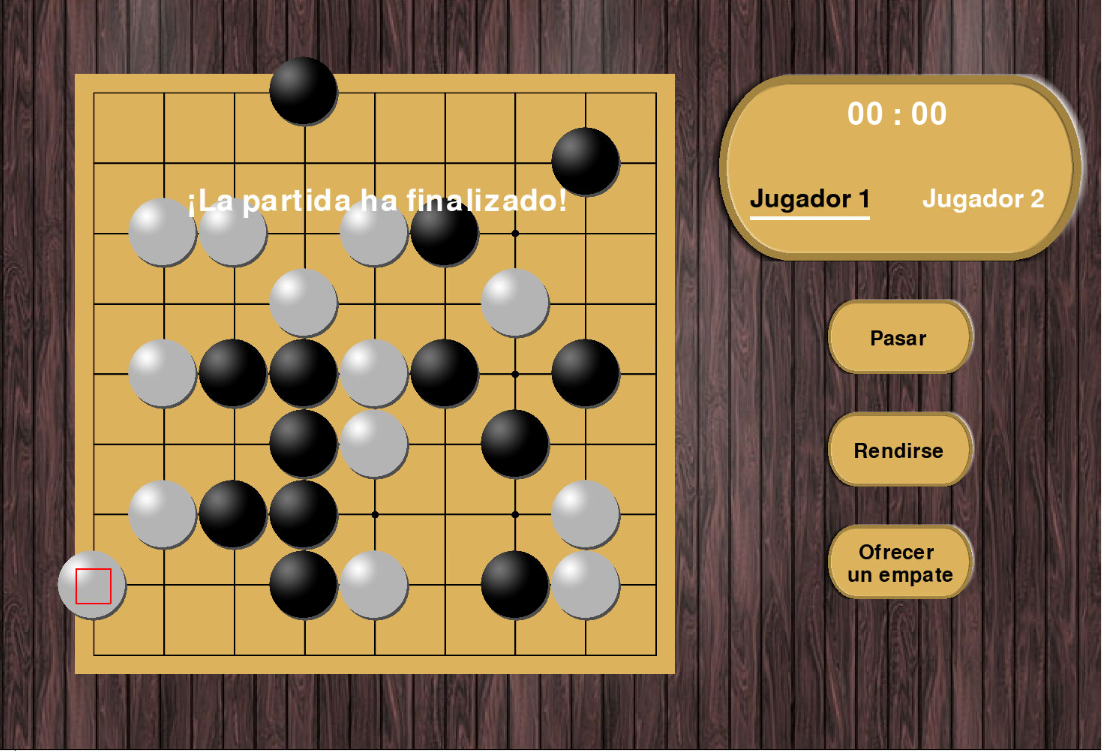 00 : 00
Jugador 1
Jugador 2
¡La partida ha finalizado!
Pasar
Rendirse
Ofrecer
un empate